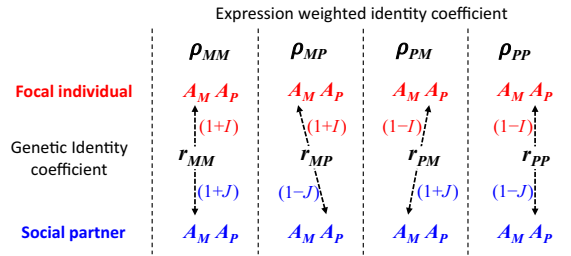 Expression weighted identity coefficient
ρMM ρMP ρPM ρPP
Focal individual AM AP AM AP AM AP AM AP
(1+I) (1+I) (1−I) (1−I)
Genetic Identity coefficient rMM rMP rPM rPP
(1+J) (1−J) (1+J) (1−J)
Social partner AM AP AM AP AM AP AM AP